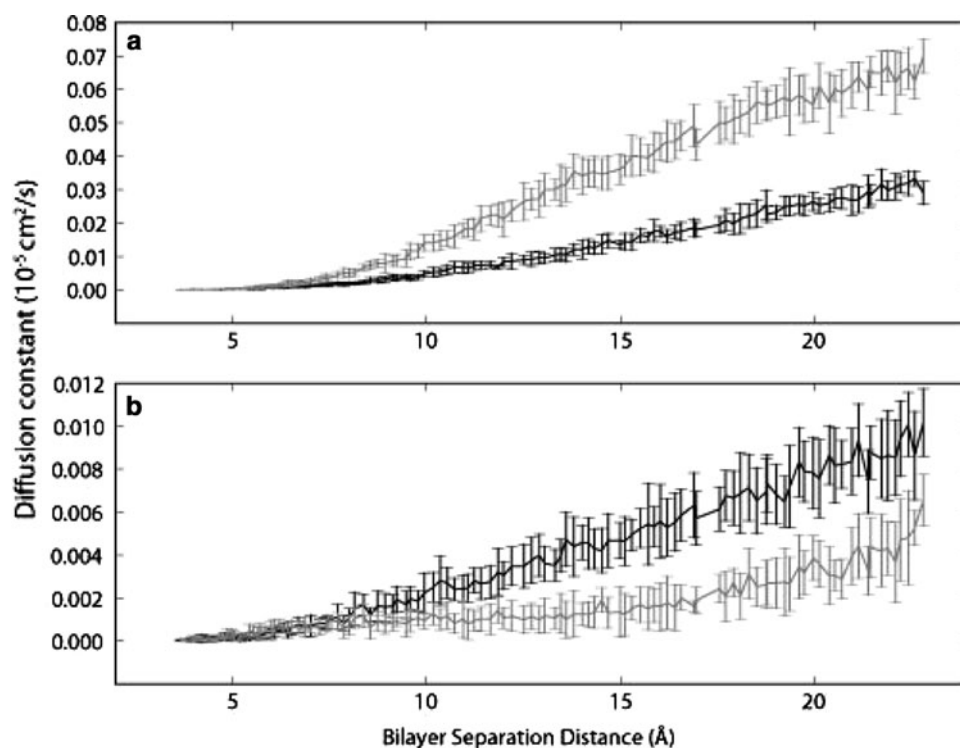 a
0.08
0.07
0.06
0.05
0.04
0.03
0.02
0.01
0.00
5 10 15 20
b
0.012
0.010
0.008
0.006
0.004
0.002
0.000
5 10 15 20
Diffusion constant (10⁻⁵ cm²/s)
Bilayer Separation Distance (Å)